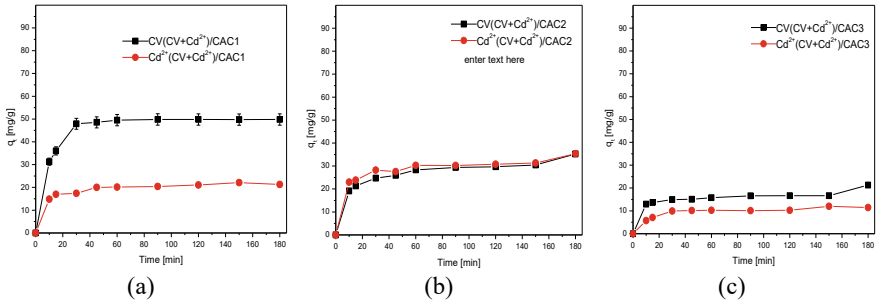 CV(CV+Cd²⁺)/CAC1
Cd²⁺(CV+Cd²⁺)/CAC1
90
80
70
60
50
40
30
20
10
0
qₜ [mg/g]
0 20 40 60 80 100 120 140 160 180
Time [min]
(a)
CV(CV+Cd²⁺)/CAC2
Cd²⁺(CV+Cd²⁺)/CAC2
enter text here
90
80
70
60
50
40
30
20
10
0
qₜ [mg/g]
0 20 40 60 80 100 120 140 160 180
Time [min]
(b)
CV(CV+Cd²⁺)/CAC3
Cd²⁺(CV+Cd²⁺)/CAC3
90
80
70
60
50
40
30
20
10
0
qₜ [mg/g]
0 20 40 60 80 100 120 140 160 180
Time [min]
(c)